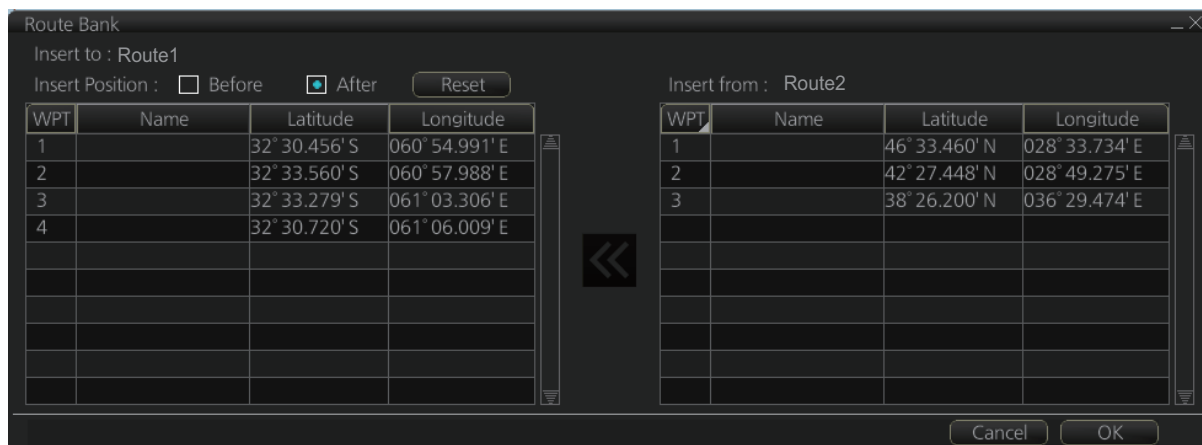 Route Bank
Insert to : Route1
Insert Position : Before After Reset Insert from : Route2
WPT Name Latitude Longitude WPT Name Latitude Longitude
1 32° 30.456' S 060° 54.991' E 1 46° 33.460' N 028° 33.734' E
2 32° 33.560' S 060° 57.988' E 2 42° 27.448' N 028° 49.275' E
3 32° 33.279' S 061° 03.306' E 3 38° 26.200' N 036° 29.474' E
4 32° 30.720' S 061° 06.009' E
Cancel OK